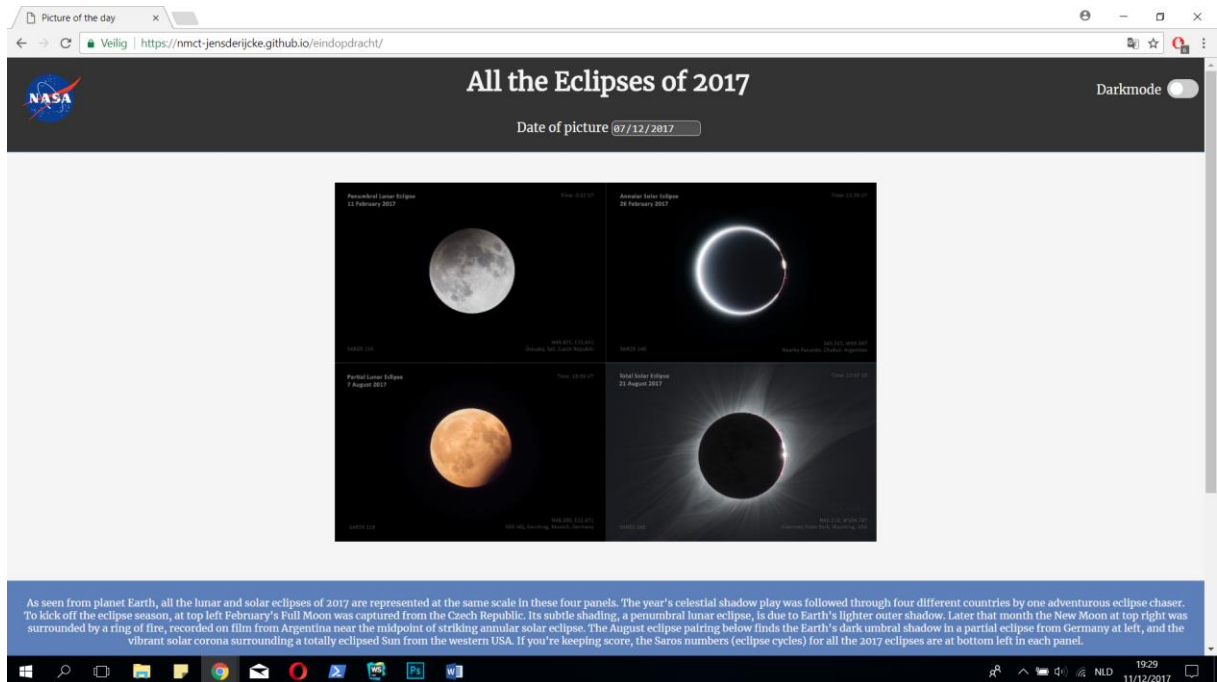 Picture of the day
Veilig | https://nmct-jensderijcke.github.io/eindopdracht/
NASA
All the Eclipses of 2017
Darkmode
Date of picture 07/12/2017
Penumbral Lunar Eclipse
11 February 2017
Annular Solar Eclipse
26 February 2017
Partial Lunar Eclipse
7 August 2017
Total Solar Eclipse
21 August 2017
As seen from planet Earth, all the lunar and solar eclipses of 2017 are represented at the same scale in these four panels. The year's celestial shadow play was followed through four different countries by one adventurous eclipse chaser.
To kick off the eclipse season, at top left February's Full Moon was captured from the Czech Republic. Its subtle shading, a penumbral lunar eclipse, is due to Earth's lighter outer shadow. Later that month the New Moon at top right was
surrounded by a ring of fire, recorded on film from Argentina near the midpoint of striking annular solar eclipse. The August eclipse pairing below finds the Earth's dark umbral shadow in a partial eclipse from Germany at left, and the
vibrant solar corona surrounding a totally eclipsed Sun from the western USA. If you're keeping score, the Saros numbers (eclipse cycles) for all the 2017 eclipses are at bottom left in each panel.
WS
Ps
NLD
19:29
11/12/2017